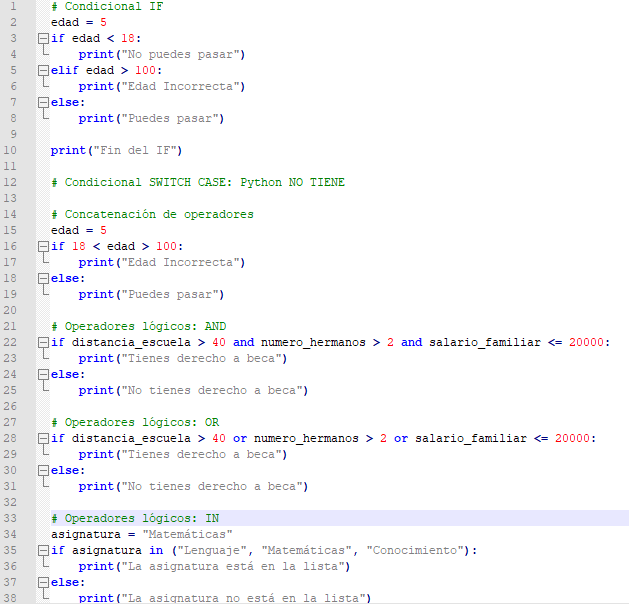 1 # Condicional IF
2 edad = 5
3 if edad < 18:
4     print("No puedes pasar")
5 elif edad > 100:
6     print("Edad Incorrecta")
7 else:
8     print("Puedes pasar")
9
10 print("Fin del IF")
11
12 # Condicional SWITCH CASE: Python NO TIENE
13
14 # Concatenación de operadores
15 edad = 5
16 if 18 < edad > 100:
17     print("Edad Incorrecta")
18 else:
19     print("Puedes pasar")
20
21 # Operadores lógicos: AND
22 if distancia_escuela > 40 and numero_hermanos > 2 and salario_familiar <= 20000:
23     print("Tienes derecho a beca")
24 else:
25     print("No tienes derecho a beca")
26
27 # Operadores lógicos: OR
28 if distancia_escuela > 40 or numero_hermanos > 2 or salario_familiar <= 20000:
29     print("Tienes derecho a beca")
30 else:
31     print("No tienes derecho a beca")
32
33 # Operadores lógicos: IN
34 asignatura = "Matemáticas"
35 if asignatura in ("Lenguaje", "Matemáticas", "Conocimiento"):
36     print("La asignatura está en la lista")
37 else:
38     print("La asignatura no está en la lista")